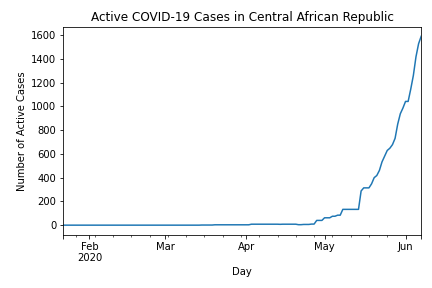 Active COVID-19 Cases in Central African Republic
Number of Active Cases
1600
1400
1200
1000
800
600
400
200
0
Feb Mar Apr May Jun
2020
Day